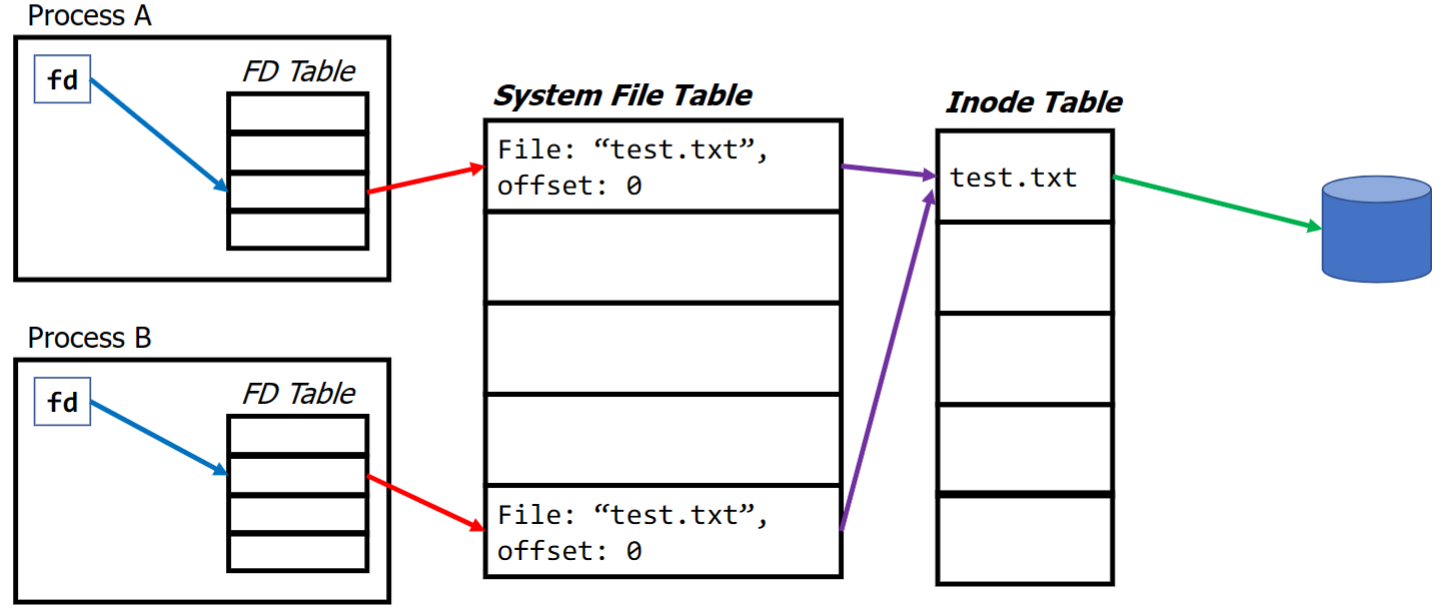 Process A
fd
FD Table
System File Table
File: “test.txt”,
offset: 0
Inode Table
test.txt
Process B
fd
FD Table
File: “test.txt”,
offset: 0